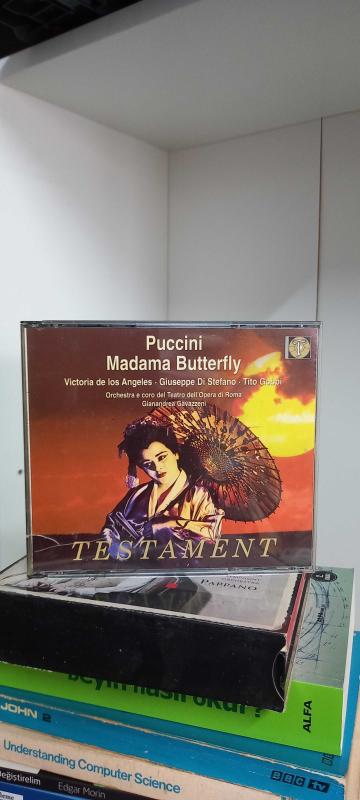 Puccini
Madama Butterfly
Victoria de los Angeles · Giuseppe Di Stefano · Tito Gobbi
Orchestra e coro del Teatro dell'Opera di Roma
Gianandrea Gavazzeni
TESTAMENT
PAPPANO
beyin nasıl okur?
ALFA
JOHN 2
Understanding Computer Science
BBC tv
Değiştirelim
Edgar Morin